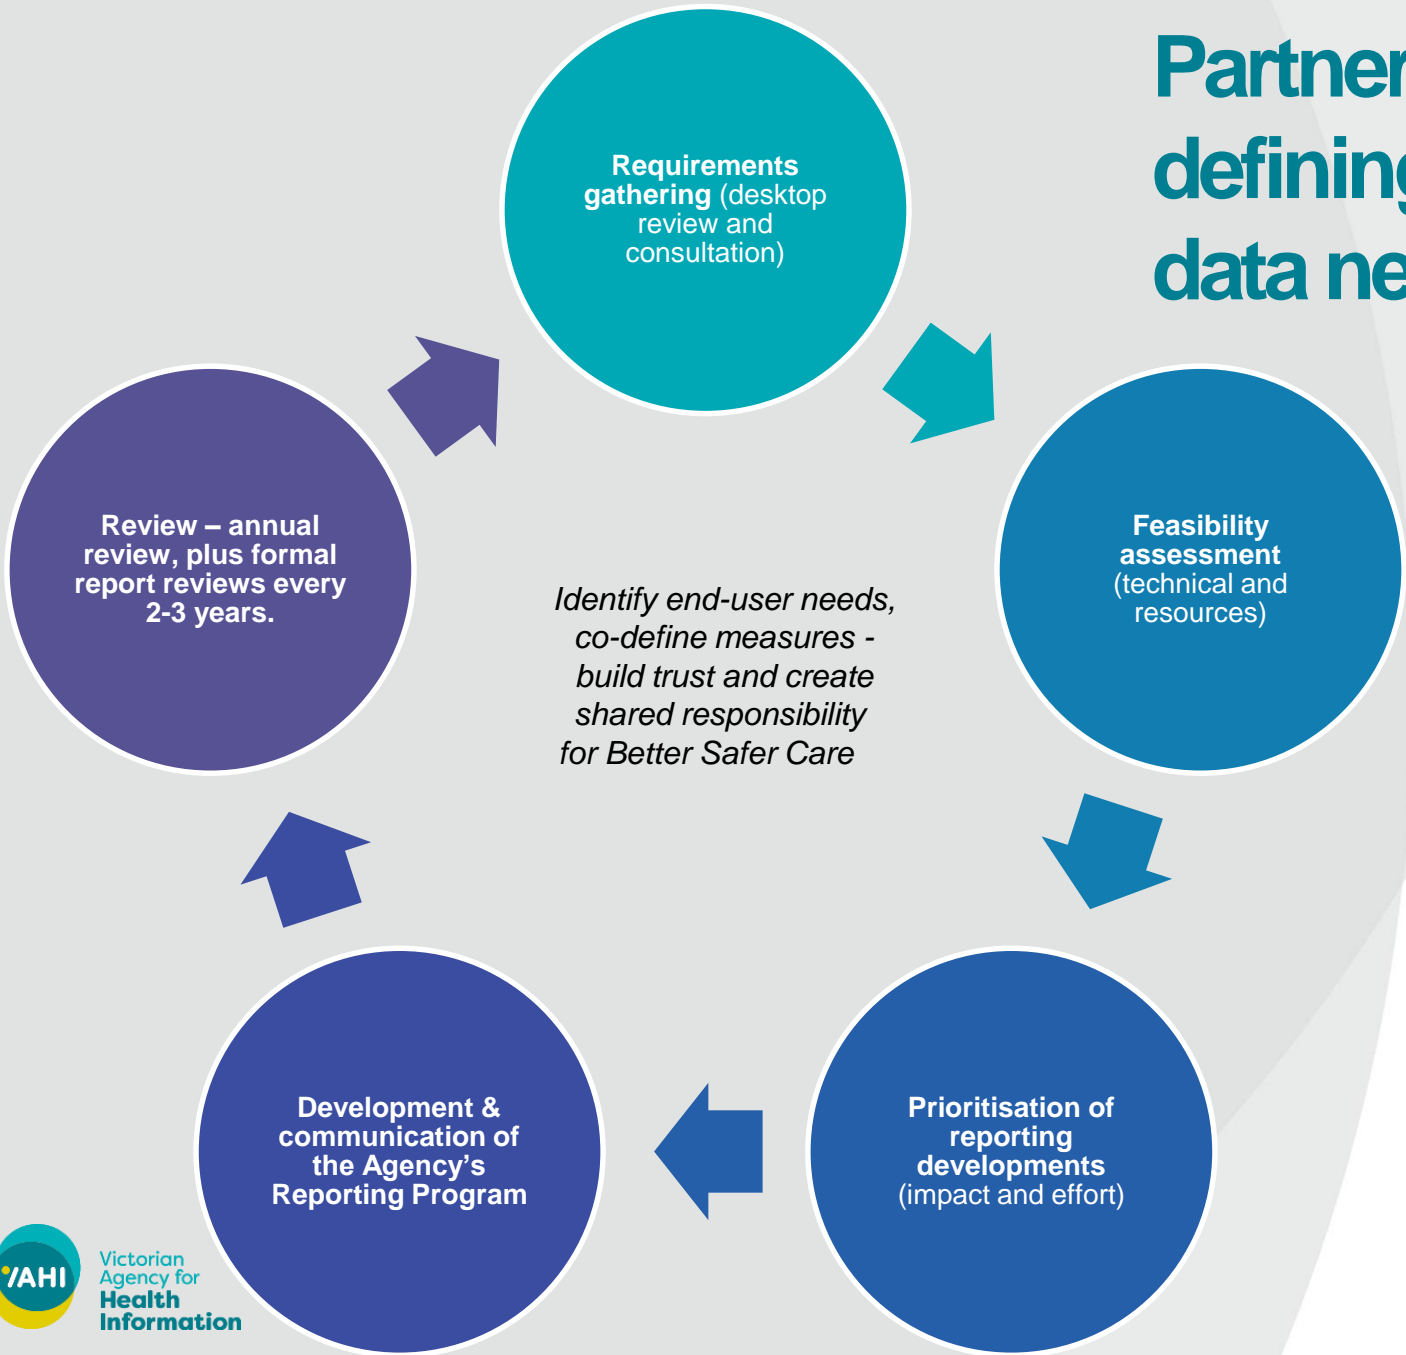 Partner
defining
data ne
Requirements
gathering (desktop
review and
consultation)
Feasibility
assessment
(technical and
resources)
Prioritisation of
reporting
developments
(impact and effort)
Development &
communication of
the Agency’s
Reporting Program
Review – annual
review, plus formal
report reviews every
2-3 years.
Identify end-user needs,
co-define measures -
build trust and create
shared responsibility
for Better Safer Care
VAHI
Victorian
Agency for
Health
Information